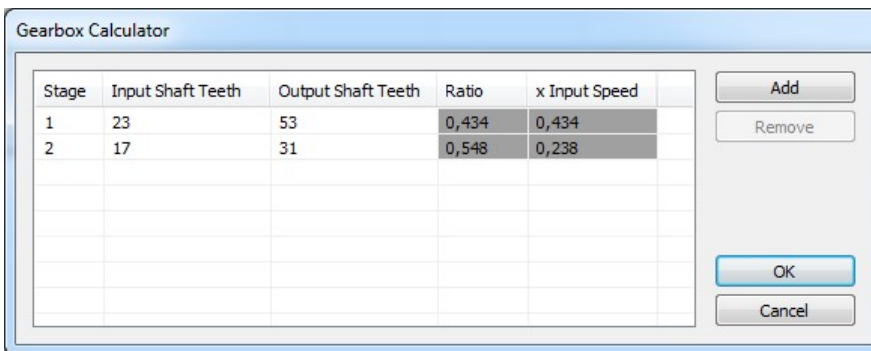 Gearbox Calculator
Stage Input Shaft Teeth Output Shaft Teeth Ratio x Input Speed
1 23 53 0,434 0,434
2 17 31 0,548 0,238
Add
Remove
OK
Cancel